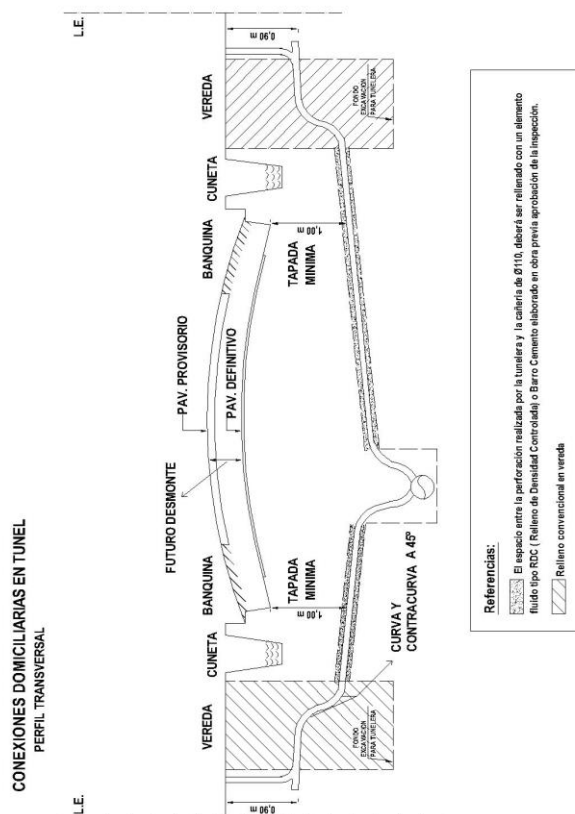 CONEXIONES DOMICILIARIAS EN TUNEL
PERFIL TRANSVERSAL
L.E.
L.E.
VEREDA
CUNETA
BANQUINA
PAV. PROVISORIO
BANQUINA
CUNETA
VEREDA
FUTURO DESMONTE
PAV. DEFINITIVO
0,90 m
0,90 m
1,00 m
TAPADA
MINIMA
1,00 m
TAPADA
MINIMA
FONDO
EXCAVACION
PARA TUNELERA
FONDO
EXCAVACION
PARA TUNELERA
CURVA Y
CONTRACURVA A 45º
Referencias:
El espacio entre la perforación realizada por la tunelera y la cañería de Ø110, deberá ser rellenado con un elemento
fluido tipo RDC ( Relleno de Densidad Controlada) o Barro Cemento elaborado en obra previa aprobación de la Inspección.
Relleno convencional en vereda